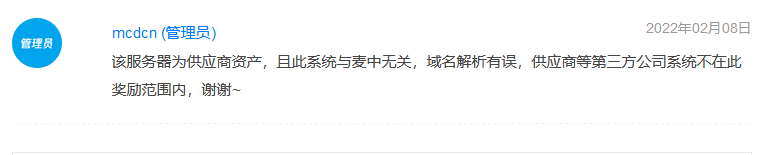 管理员
mcdcn (管理员)
2022年02月08日
该服务器为供应商资产，且此系统与麦中无关，域名解析有误，供应商等第三方公司系统不在此
奖励范围内，谢谢~